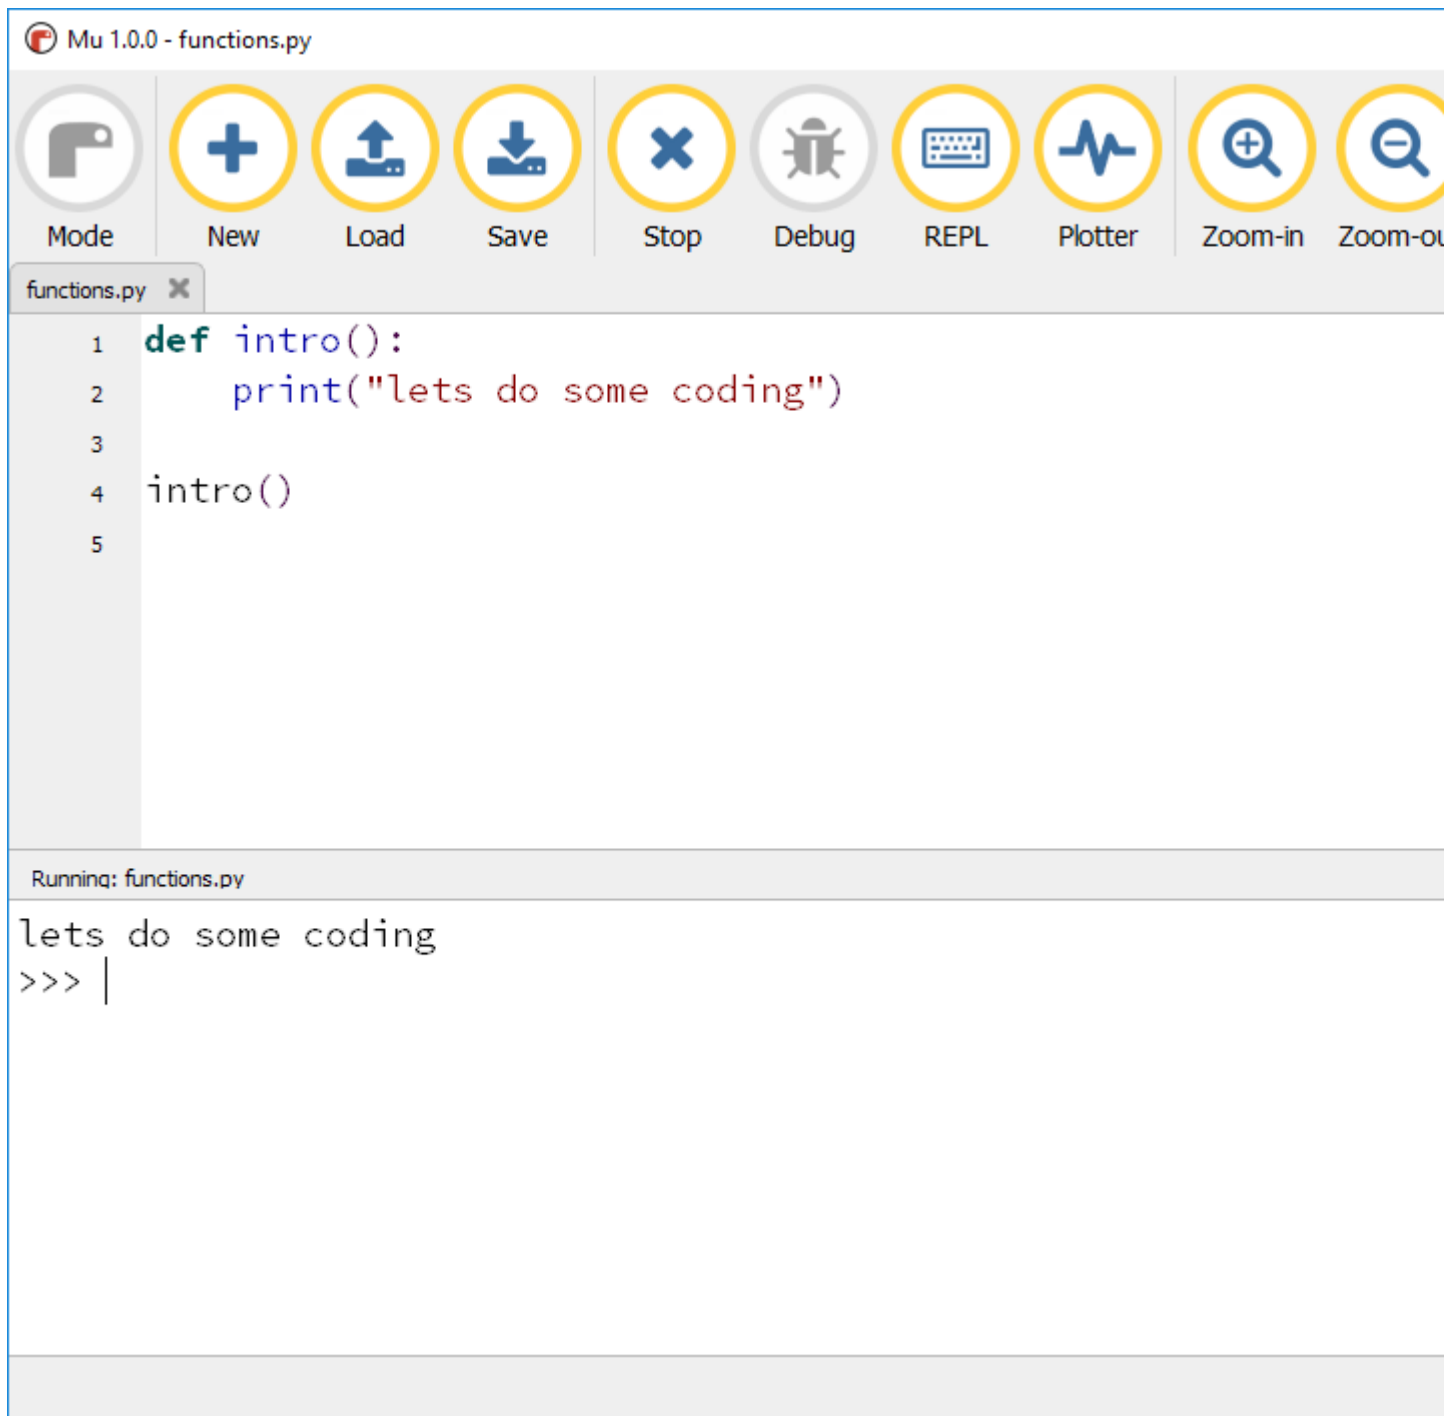 Mu 1.0.0 - functions.py
Mode New Load Save Stop Debug REPL Plotter Zoom-in Zoom-ou
functions.py
1 def intro():
2     print("lets do some coding")
3
4 intro()
5
Running: functions.py
lets do some coding
>>>